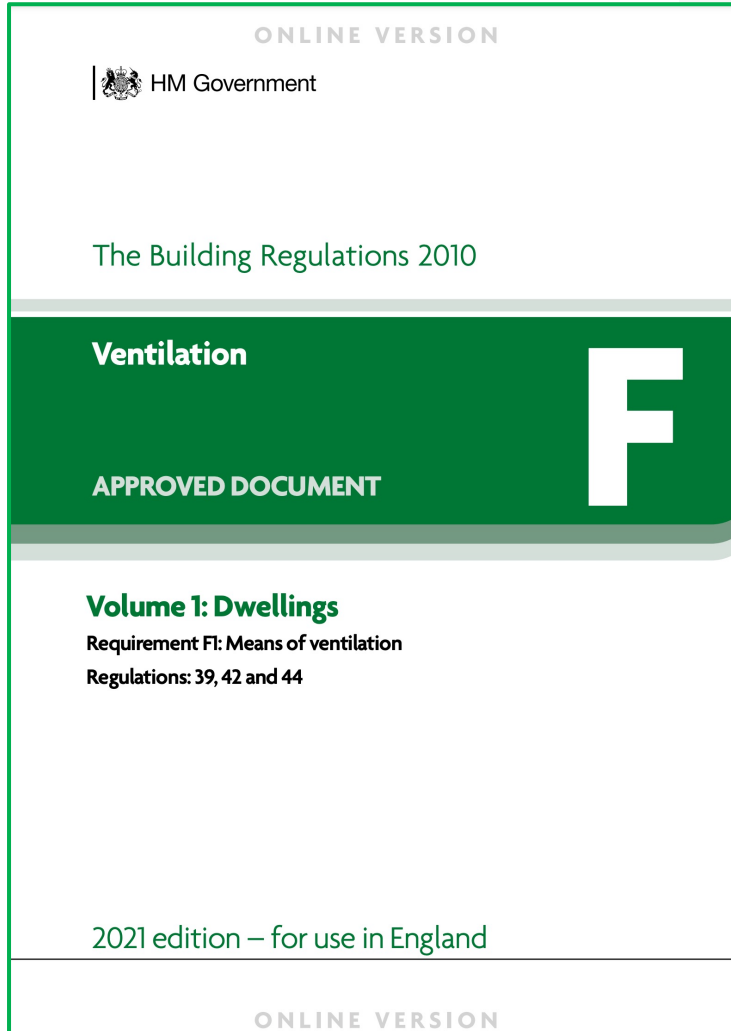 ONLINE VERSION
HM Government
The Building Regulations 2010
Ventilation
F
APPROVED DOCUMENT
Volume 1: Dwellings
Requirement F1: Means of ventilation
Regulations: 39, 42 and 44
2021 edition – for use in England
ONLINE VERSION